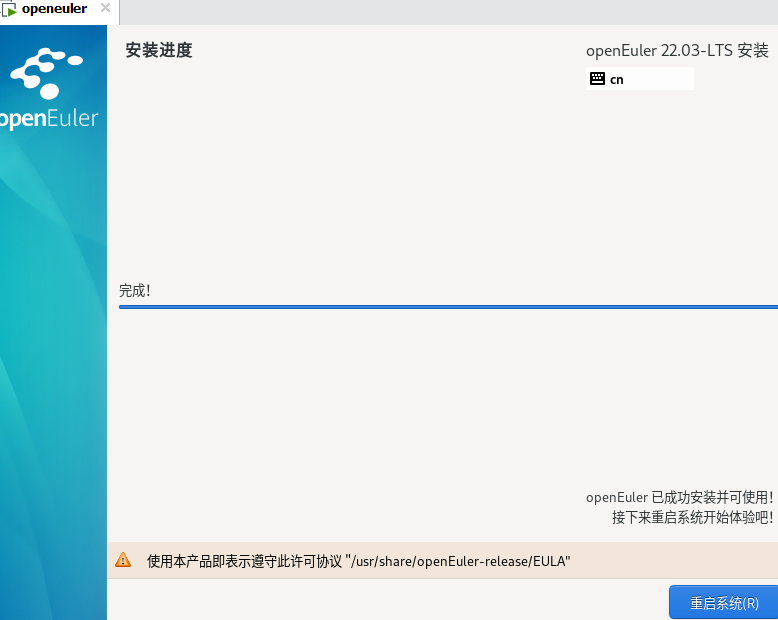 openeuler
安装进度
openEuler 22.03-LTS 安装
cn
openEuler
完成!
openEuler 已成功安装并可使用!
接下来重启系统开始体验吧!
使用本产品即表示遵守此许可协议 "/usr/share/openEuler-release/EULA"
重启系统(R)